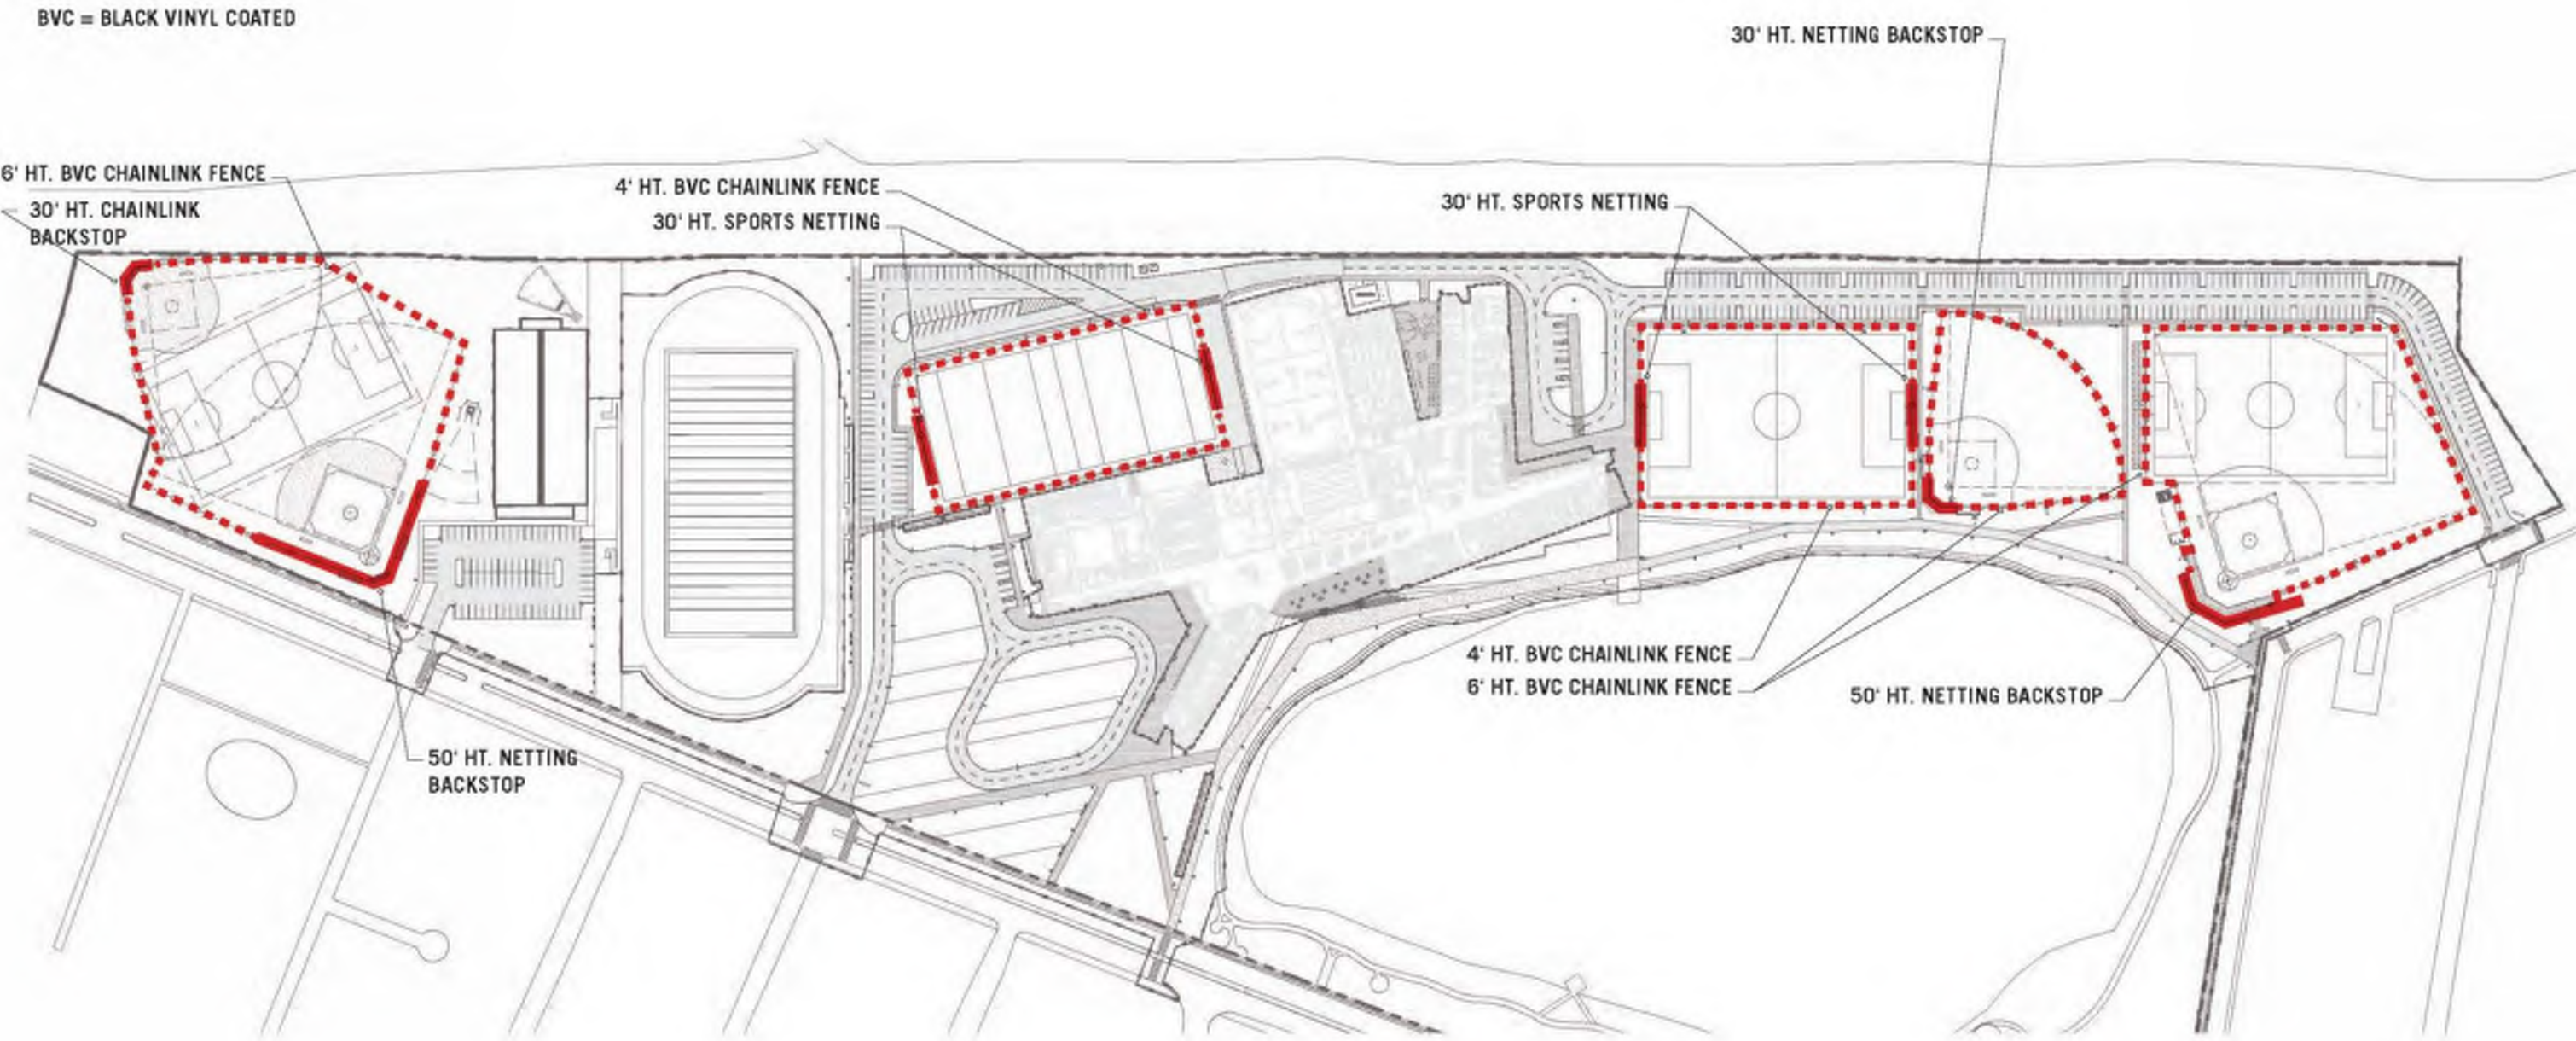 BVC = BLACK VINYL COATED
30' HT. NETTING BACKSTOP
6' HT. BVC CHAINLINK FENCE
30' HT. CHAINLINK
BACKSTOP
4' HT. BVC CHAINLINK FENCE
30' HT. SPORTS NETTING
30' HT. SPORTS NETTING
4' HT. BVC CHAINLINK FENCE
6' HT. BVC CHAINLINK FENCE
50' HT. NETTING BACKSTOP
50' HT. NETTING
BACKSTOP